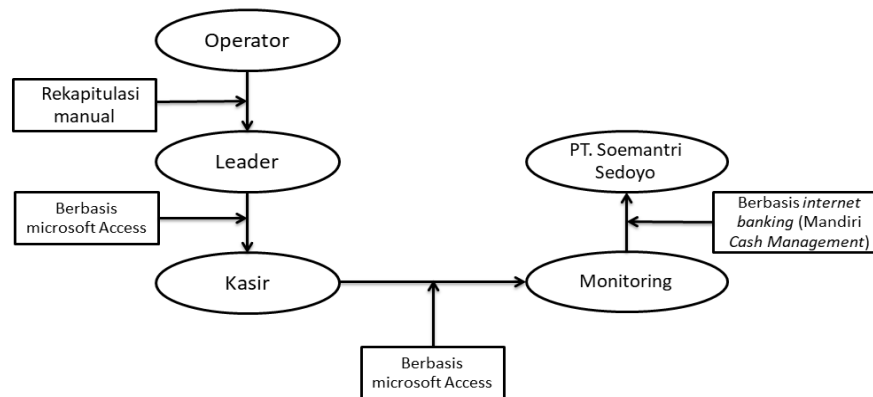 Operator
Rekapitulasi
manual
Leader
PT. Soemantri
Sedoyo
Berbasis
microsoft Access
Berbasis internet
banking (Mandiri
Cash Management)
Kasir
Monitoring
Berbasis
microsoft Access